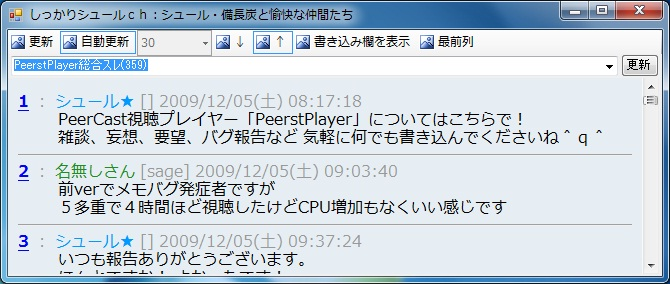 しっかりシュールｃｈ：シュール・備長炭と愉快な仲間たち
更新 自動更新 30 ↓ ↑ 書き込み欄を表示 最前列
PeerstPlayer総合スレ(359) 更新
1 ： シュール★ [] 2009/12/05(土) 08:17:18
PeerCast視聴プレイヤー「PeerstPlayer」についてはこちらで！
雑談、妄想、要望、バグ報告など 気軽に何でも書き込んでくださいね＾ｑ＾
2 ： 名無しさん [sage] 2009/12/05(土) 09:03:40
前verでメモバグ発症者ですが
５多重で４時間ほど視聴したけどCPU増加もなくいい感じです
3 ： シュール★ [] 2009/12/05(土) 09:37:24
いつも報告ありがとうございます。